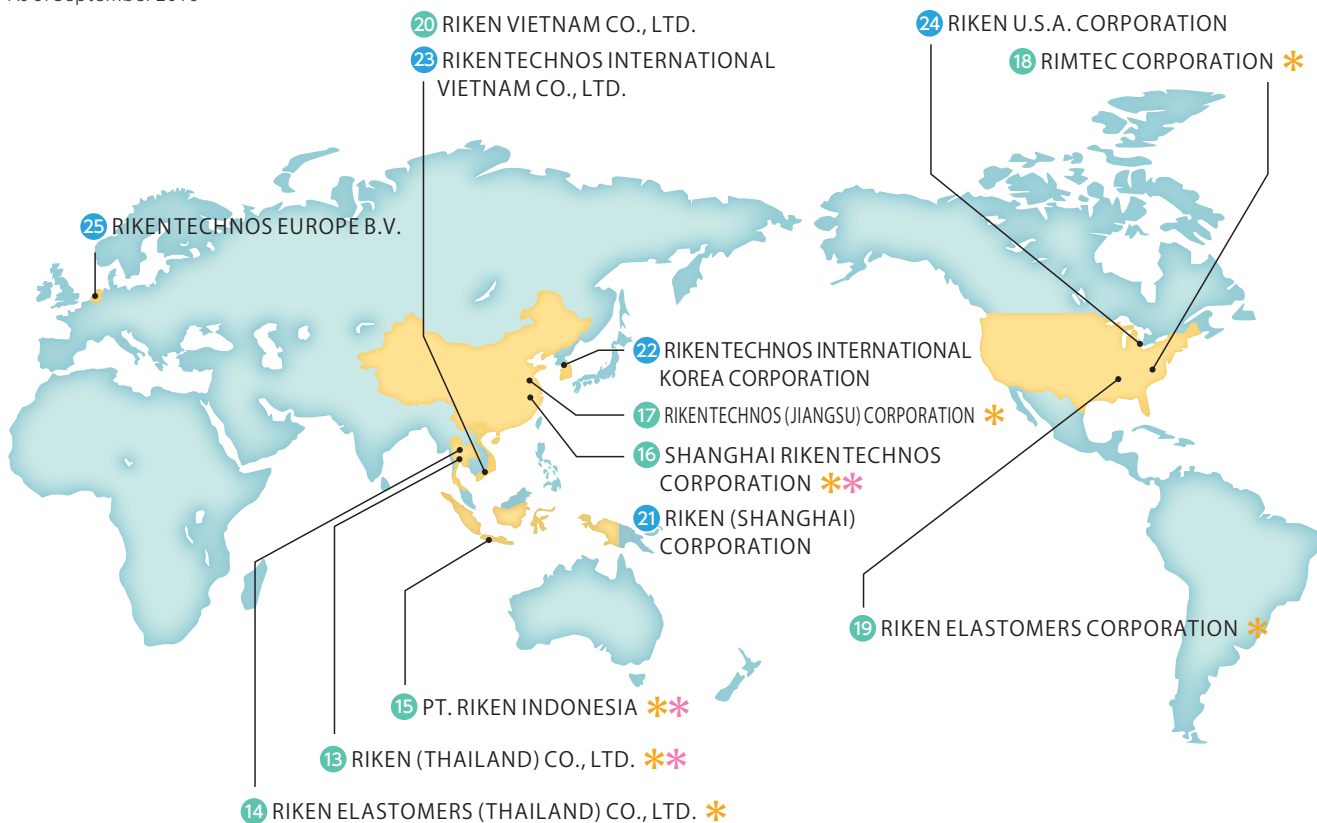 20 RIKEN VIETNAM CO., LTD.
23 RIKENTECHNOS INTERNATIONAL
VIETNAM CO., LTD.
24 RIKEN U.S.A. CORPORATION
18 RIMTEC CORPORATION *
25 RIKENTECHNOS EUROPE B.V.
22 RIKENTECHNOS INTERNATIONAL
KOREA CORPORATION
17 RIKENTECHNOS (JIANGSU) CORPORATION *
16 SHANGHAI RIKENTECHNOS
CORPORATION **
21 RIKEN (SHANGHAI)
CORPORATION
19 RIKEN ELASTOMERS CORPORATION *
15 PT. RIKEN INDONESIA **
13 RIKEN (THAILAND) CO., LTD. **
14 RIKEN ELASTOMERS (THAILAND) CO., LTD. *